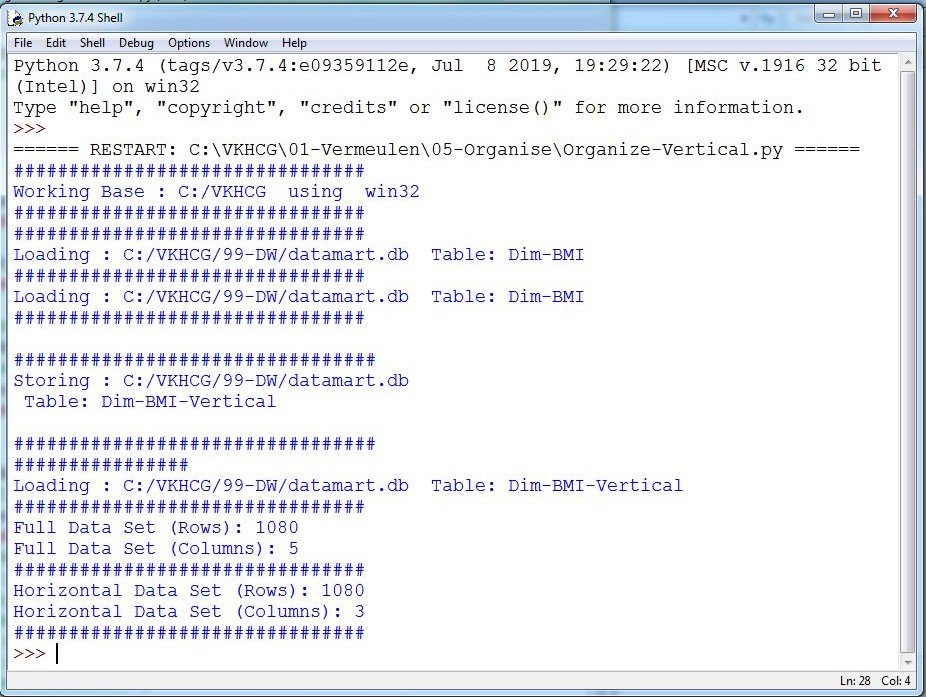 Python 3.7.4 Shell
File Edit Shell Debug Options Window Help
Python 3.7.4 (tags/v3.7.4:e09359112e, Jul  8 2019, 19:29:22) [MSC v.1916 32 bit
(Intel)] on win32
Type "help", "copyright", "credits" or "license()" for more information.
>>>
====== RESTART: C:\VKHCG\01-Vermeulen\05-Organise\Organize-Vertical.py ======
################################
Working Base : C:/VKHCG  using  win32
################################
################################
Loading : C:/VKHCG/99-DW/datamart.db  Table: Dim-BMI
################################
Loading : C:/VKHCG/99-DW/datamart.db  Table: Dim-BMI
################################
#################################
Storing : C:/VKHCG/99-DW/datamart.db
 Table: Dim-BMI-Vertical
#################################
################
Loading : C:/VKHCG/99-DW/datamart.db  Table: Dim-BMI-Vertical
################################
Full Data Set (Rows): 1080
Full Data Set (Columns): 5
################################
Horizontal Data Set (Rows): 1080
Horizontal Data Set (Columns): 3
################################
>>>
Ln: 28 Col: 4